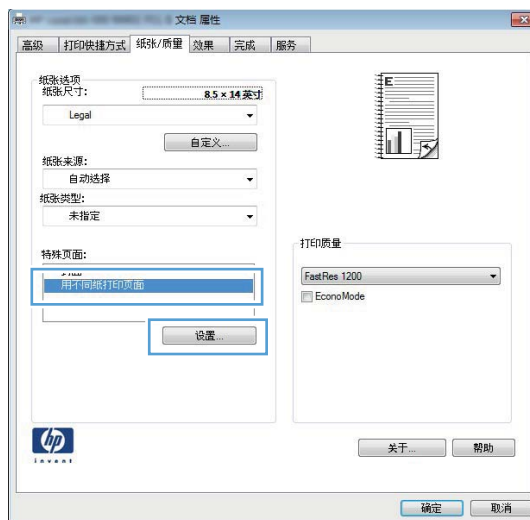 文档 属性
高级 打印快捷方式 纸张/质量 效果 完成 服务
纸张选项
纸张尺寸:
8.5 × 14 英寸
Legal
自定义...
纸张来源:
自动选择
纸张类型:
未指定
特殊页面:
用不同纸打印页面
设置...
E
打印质量
FastRes 1200
EconoMode
hp
invent
关于...
帮助
确定
取消